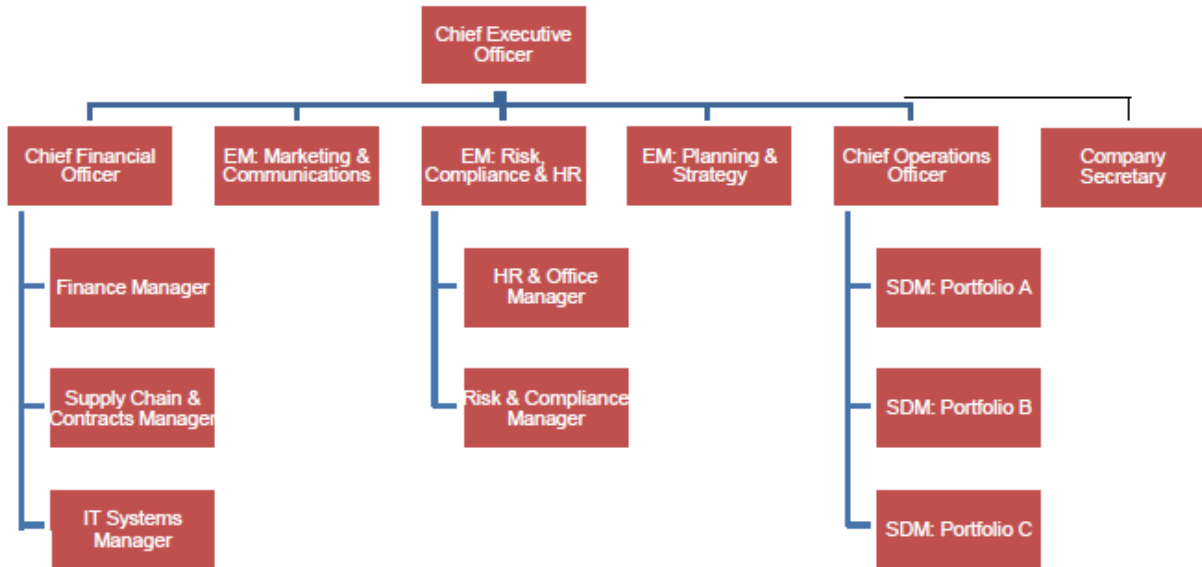 Chief Executive
Officer
Chief Financial
Officer
EM: Marketing &
Communications
EM: Risk,
Compliance & HR
EM: Planning &
Strategy
Chief Operations
Officer
Company
Secretary
Finance Manager
HR & Office
Manager
SDM: Portfolio A
Supply Chain &
Contracts Manager
Risk & Compliance
Manager
SDM: Portfolio B
IT Systems
Manager
SDM: Portfolio C